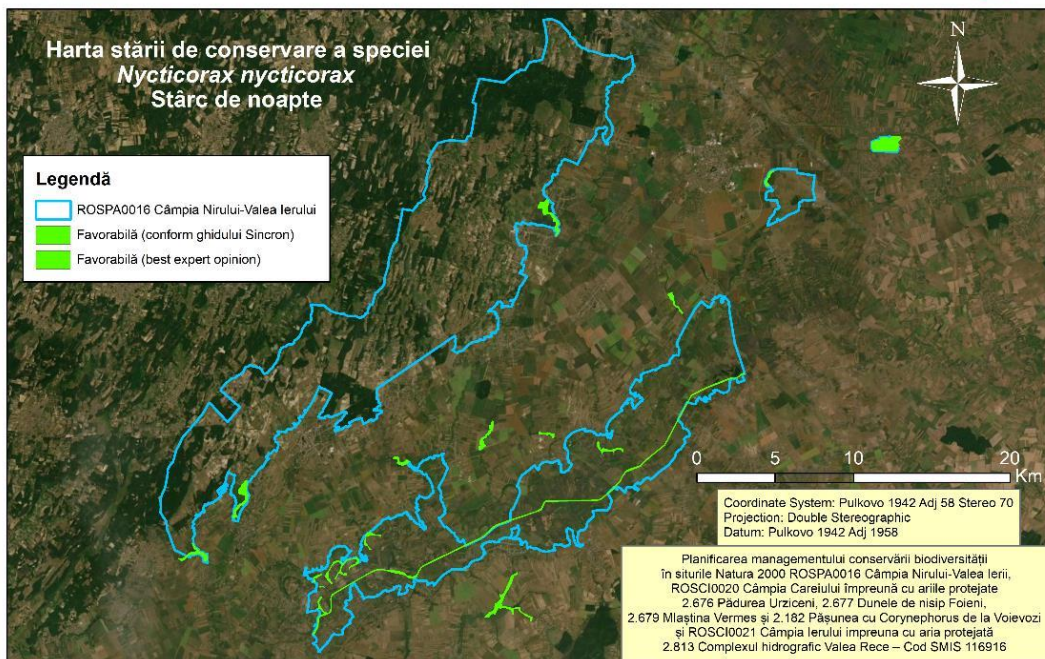 Harta stării de conservare a speciei
Nycticorax nycticorax
Stârc de noapte
N
Legendă
ROSPA0016 Câmpia Nirului-Valea Ierului
Favorabilă (conform ghidului Sincron)
Favorabilă (best expert opinion)
0 5 10 20
Km
Coordinate System: Pulkovo 1942 Adj 58 Stereo 70
Projection: Double Stereographic
Datum: Pulkovo 1942 Adj 1958
Planificarea managementului conservării biodiversității
în siturile Natura 2000 ROSPA0016 Câmpia Nirului-Valea Ierii,
ROSCI0020 Câmpia Careiului împreună cu ariile protejate
2.676 Pădurea Urziceni, 2.677 Dunele de nisip Foieni,
2.679 Mlaștina Vermes și 2.182 Pășunea cu Corynephorus de la Voievozi
și ROSCI0021 Câmpia Ierului impreuna cu aria protejată
2.813 Complexul hidrografic Valea Rece – Cod SMIS 116916